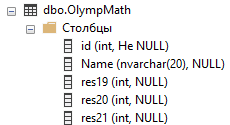 dbo.OlympMath
Столбцы
id (int, Не NULL)
Name (nvarchar(20), NULL)
res19 (int, NULL)
res20 (int, NULL)
res21 (int, NULL)